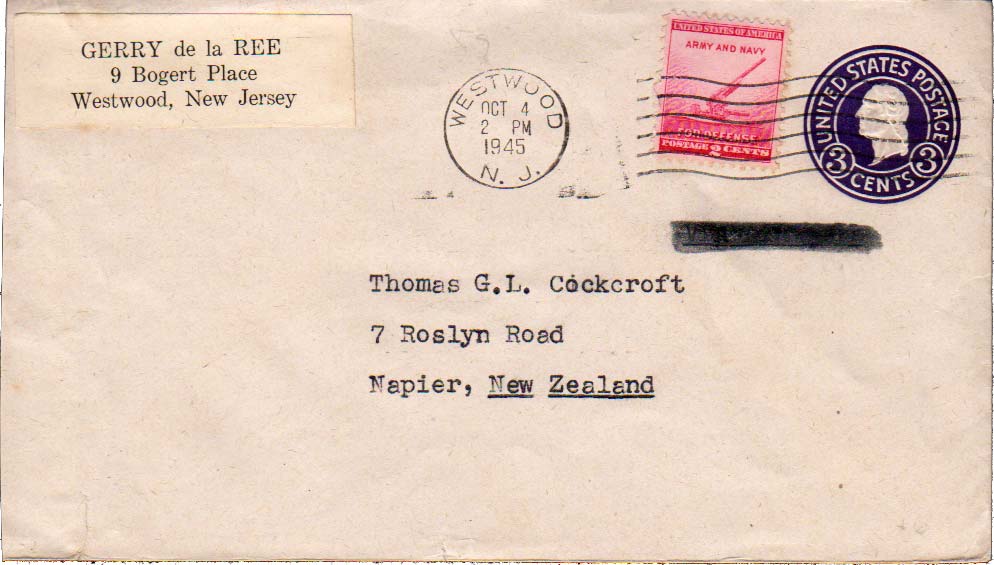 GERRY de la REE
9 Bogert Place
Westwood, New Jersey
WESTWOOD
OCT 4
2 PM
1945
N. J.
UNITED STATES OF AMERICA
ARMY AND NAVY
FOR DEFENSE
POSTAGE 2 CENTS
UNITED STATES POSTAGE
3 CENTS 3
Thomas G.L. Cockcroft
7 Roslyn Road
Napier, New Zealand